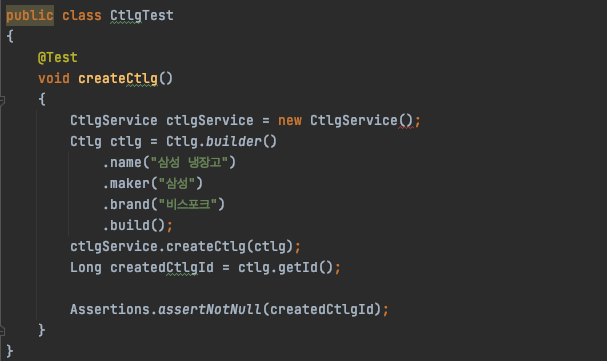 public class CtlgTest
{
    @Test
    void createCtlg()
    {
        CtlgService ctlgService = new CtlgService();
        Ctlg ctlg = Ctlg.builder()
            .name("삼성 냉장고")
            .maker("삼성")
            .brand("비스포크")
            .build();
        ctlgService.createCtlg(ctlg);
        Long createdCtlgId = ctlg.getId();

        Assertions.assertNotNull(createdCtlgId);
    }
}